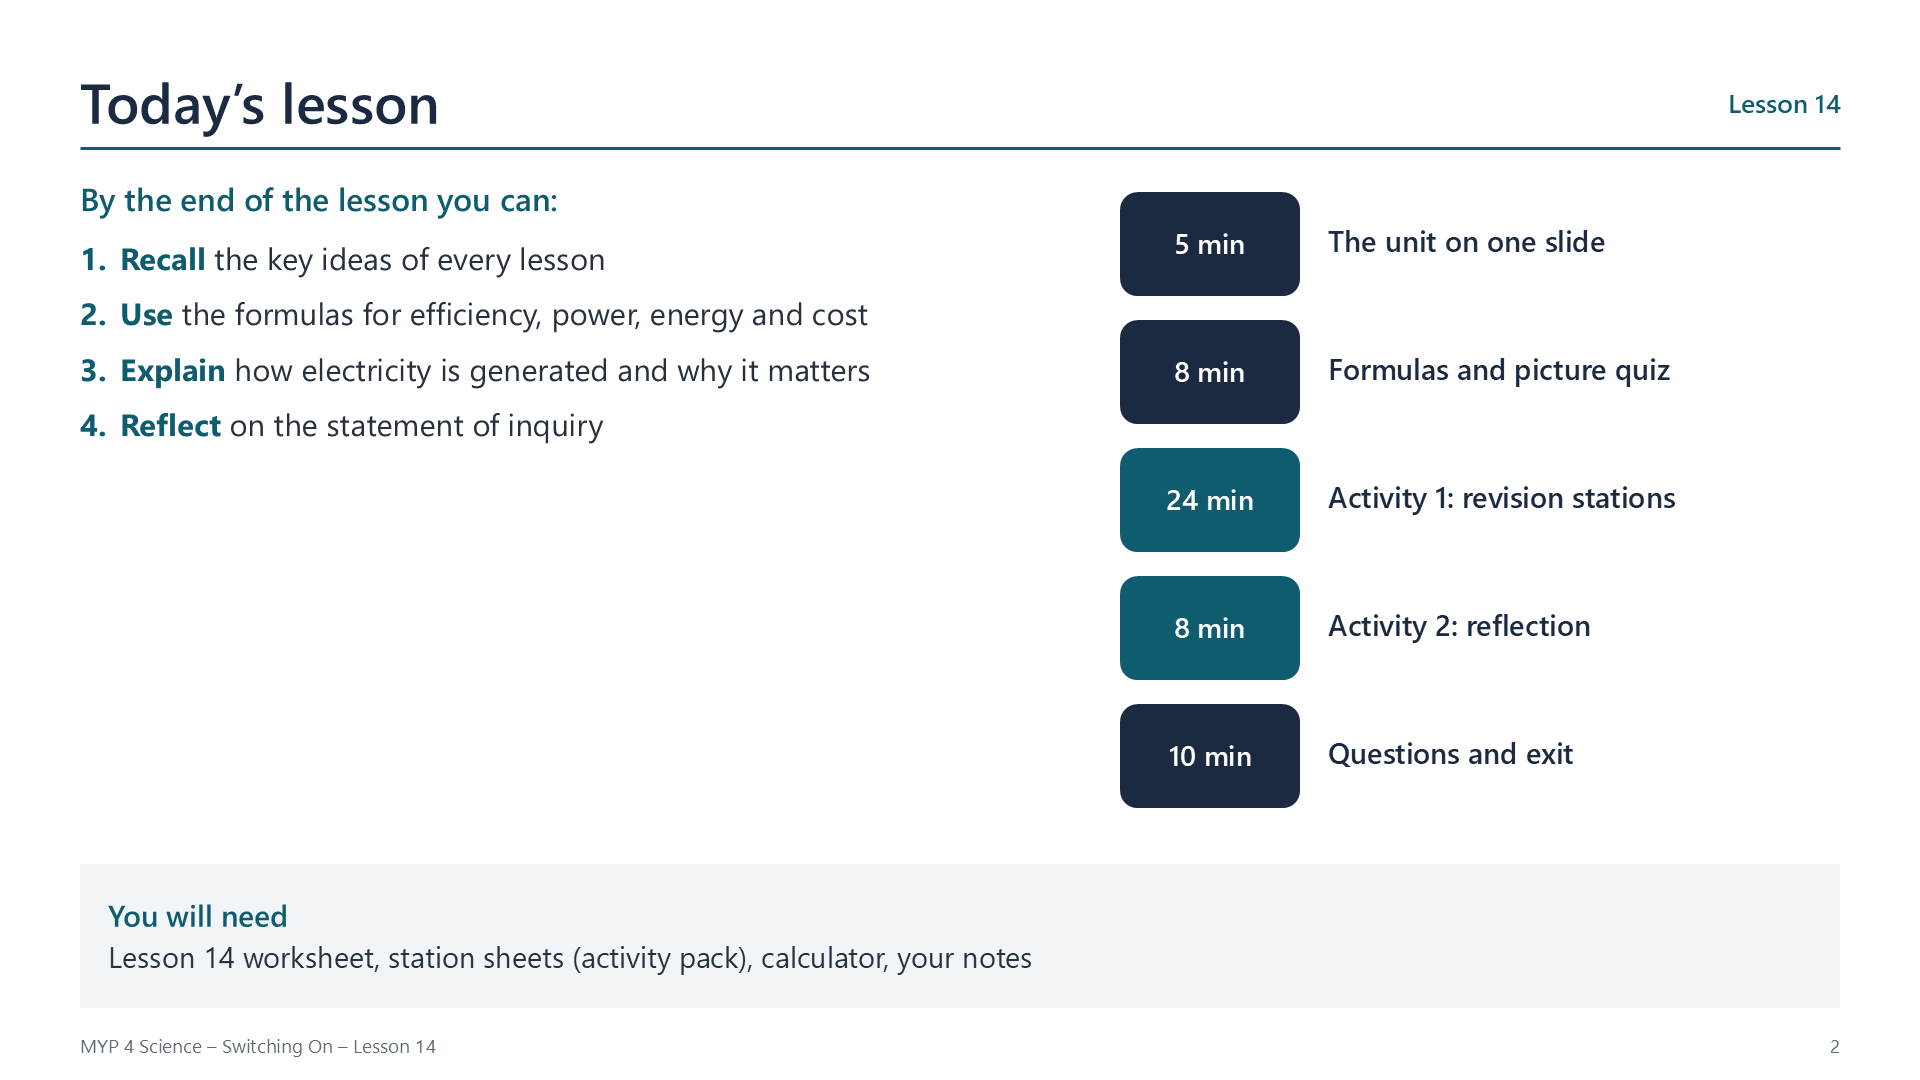 Today’s lesson
Lesson 14
By the end of the lesson you can:
1. Recall the key ideas of every lesson
2. Use the formulas for efficiency, power, energy and cost
3. Explain how electricity is generated and why it matters
4. Reflect on the statement of inquiry
5 min The unit on one slide
8 min Formulas and picture quiz
24 min Activity 1: revision stations
8 min Activity 2: reflection
10 min Questions and exit
You will need
Lesson 14 worksheet, station sheets (activity pack), calculator, your notes
MYP 4 Science – Switching On – Lesson 14
2